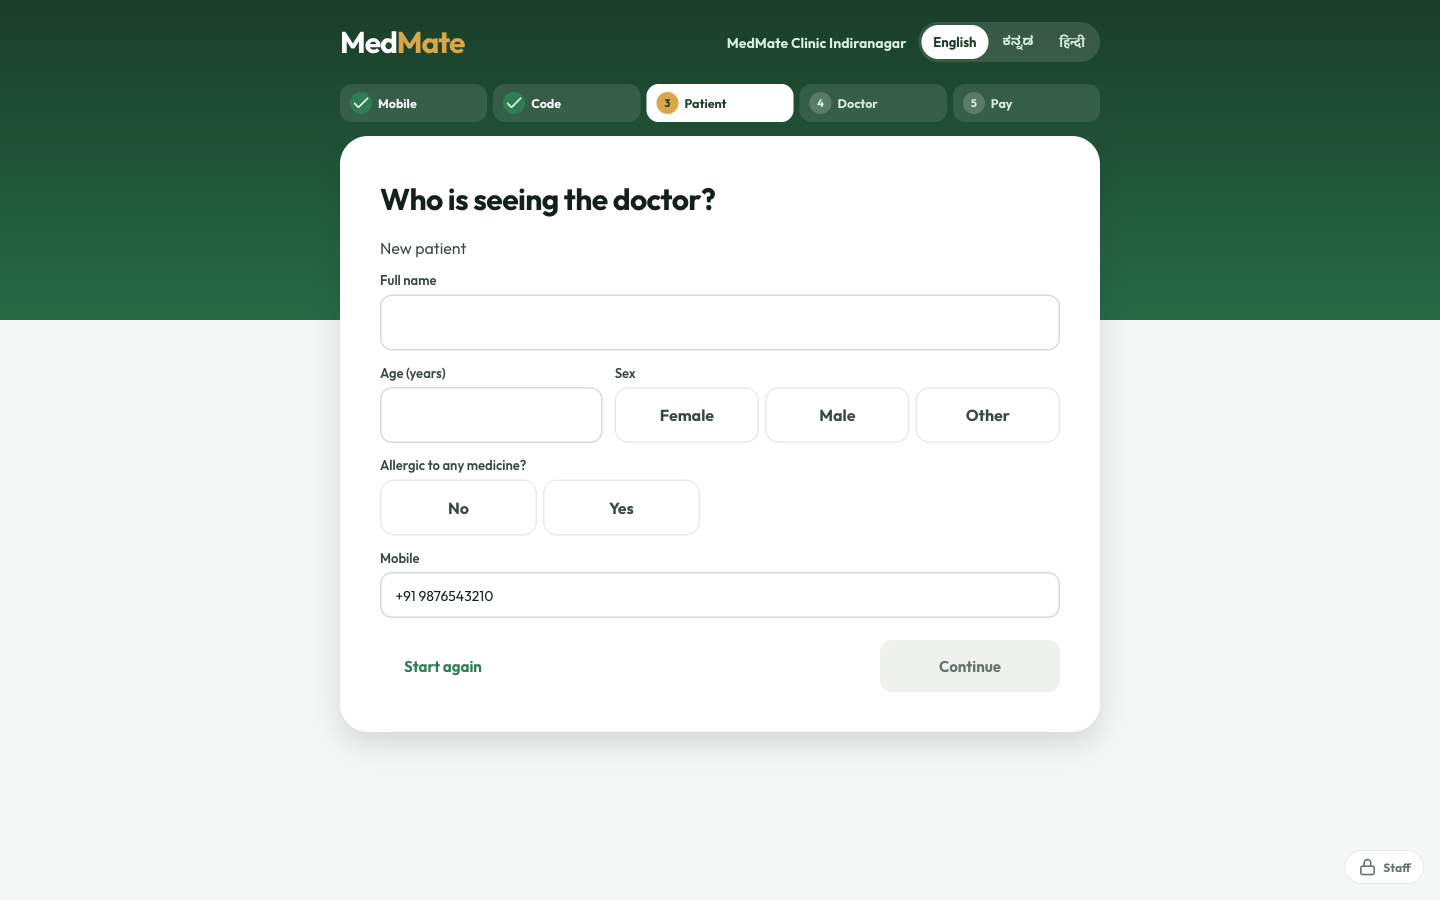 MedMate
MedMate Clinic Indiranagar
English
ಕನ್ನಡ
हिन्दी
Mobile
Code
3 Patient
4 Doctor
5 Pay
Who is seeing the doctor?
New patient
Full name
Age (years)
Sex
Female
Male
Other
Allergic to any medicine?
No
Yes
Mobile
+91 9876543210
Start again
Continue
Staff